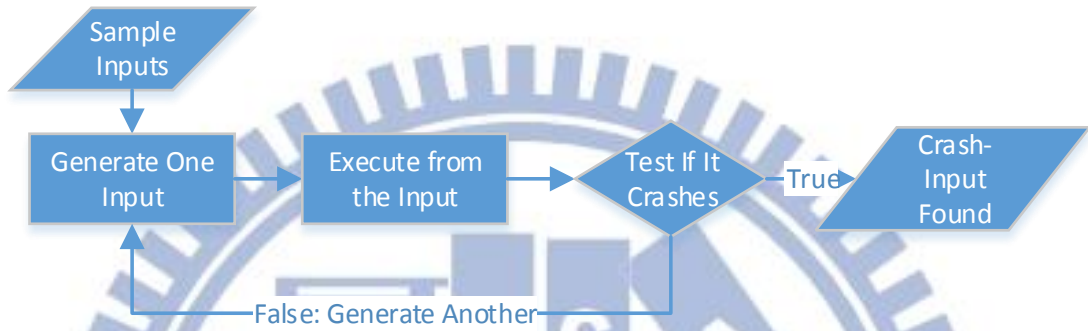 Sample
Inputs
Generate One
Input
Execute from
the Input
Test If It
Crashes
True
Crash-
Input
Found
False: Generate Another